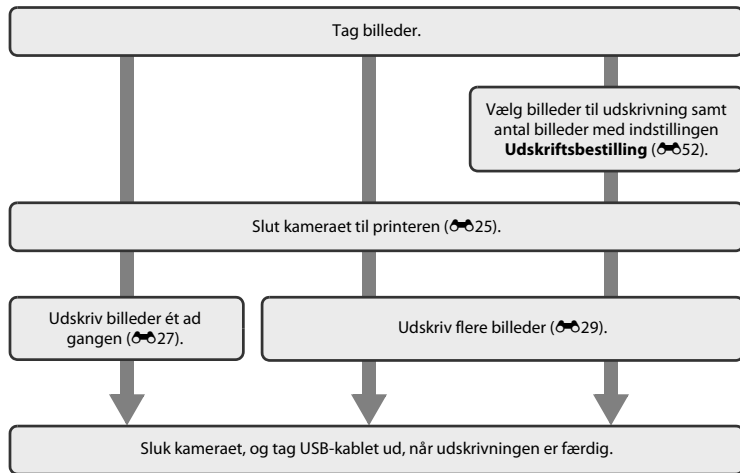 Tag billeder.
Vælg billeder til udskrivning samt
antal billeder med indstillingen
Udskriftsbestilling (52).
Slut kameraet til printeren (25).
Udskriv billeder ét ad
gangen (27).
Udskriv flere billeder (29).
Sluk kameraet, og tag USB-kablet ud, når udskrivningen er færdig.